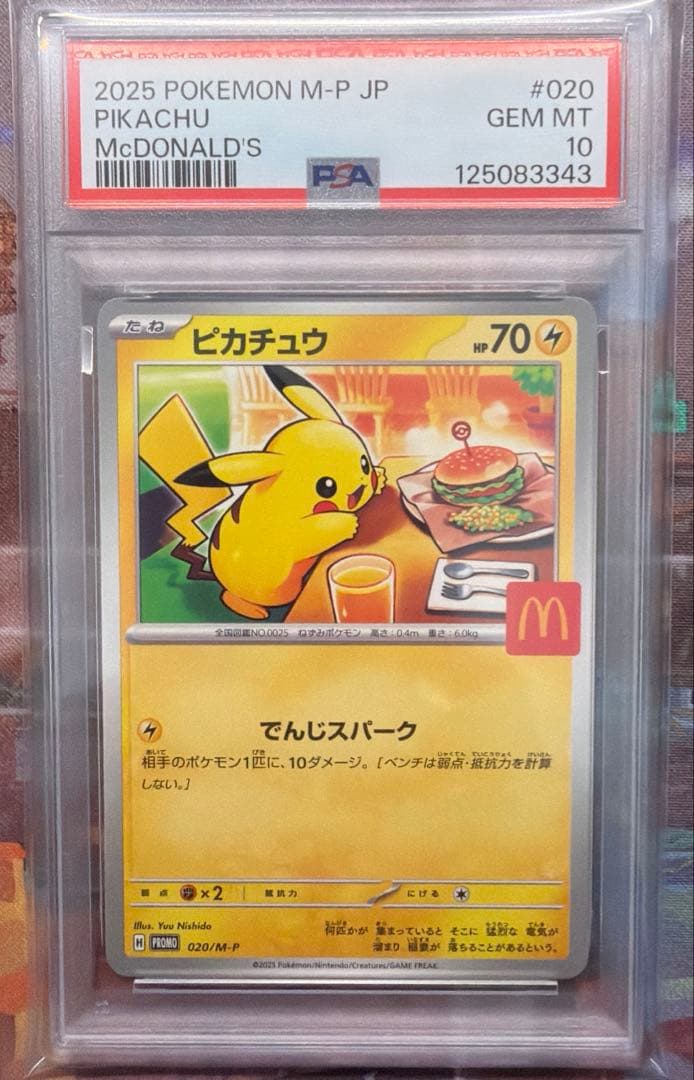 2025 POKEMON M-P JP #020
PIKACHU GEM MT
McDONALD'S 10
PSA 125083343
たね ピカチュウ HP70
全国図鑑NO.0025 ねずみポケモン 高さ:0.4m 重さ:6.0kg
でんじスパーク
相手のポケモン1匹に、10ダメージ。[ベンチは弱点・抵抗力を計算
しない。]
弱点 ×2 抵抗力 にげる
Illus. Yuu Nishida
何匹かが 集まっていると そこに 猛烈な 電気が
溜まり 稲妻が 落ちることがあるという。
H PROMO 020/M-P
©2025 Pokémon/Nintendo/Creatures/GAME FREAK.